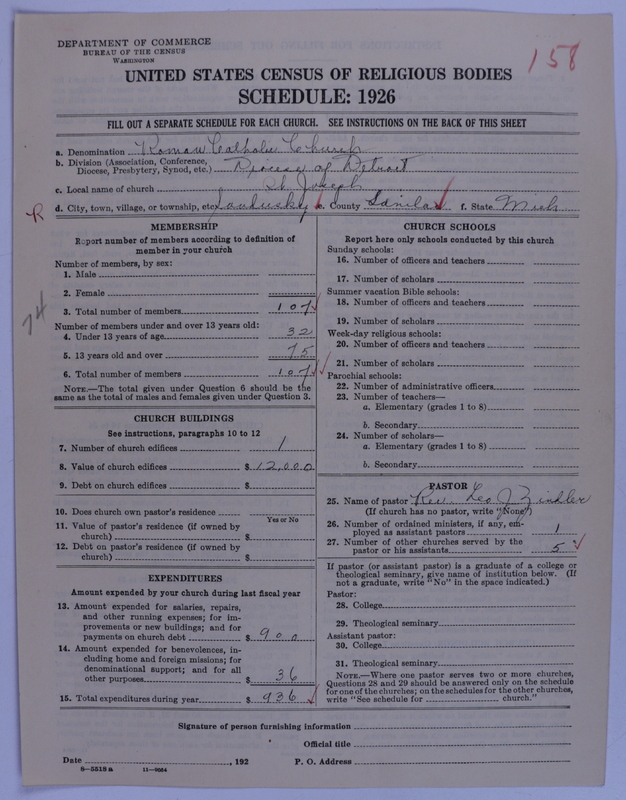 DEPARTMENT OF COMMERCE
BUREAU OF THE CENSUS
WASHINGTON
158
UNITED STATES CENSUS OF RELIGIOUS BODIES
SCHEDULE: 1926
FILL OUT A SEPARATE SCHEDULE FOR EACH CHURCH. SEE INSTRUCTIONS ON THE BACK OF THIS SHEET
a. Denomination Roman Catholic Church
b. Division (Association, Conference, Diocese, Presbytery, Synod, etc.) Diocese of Detroit
c. Local name of church St. Joseph
R
d. City, town, village, or township, etc. e. County Sanilac f. State Mich
74
MEMBERSHIP
Report number of members according to definition of
member in your church
Number of members, by sex:
1. Male
2. Female
3. Total number of members 107
Number of members under and over 13 years old:
4. Under 13 years of age 32
5. 13 years old and over 75
6. Total number of members 107
NOTE.—The total given under Question 6 should be the
same as the total of males and females given under Question 3.
CHURCH BUILDINGS
See instructions, paragraphs 10 to 12
7. Number of church edifices 1
8. Value of church edifices $ 12,000
9. Debt on church edifices $
10. Does church own pastor's residence
Yes or No
11. Value of pastor's residence (if owned by
church) $
12. Debt on pastor's residence (if owned by
church) $
EXPENDITURES
Amount expended by your church during last fiscal year
13. Amount expended for salaries, repairs,
and other running expenses; for im-
provements or new buildings; and for
payments on church debt $ 900
14. Amount expended for benevolences, in-
cluding home and foreign missions; for
denominational support; and for all
other purposes $ 36
15. Total expenditures during year $ 936
CHURCH SCHOOLS
Report here only schools conducted by this church
Sunday schools:
16. Number of officers and teachers
17. Number of scholars
Summer vacation Bible schools:
18. Number of officers and teachers
19. Number of scholars
Week-day religious schools:
20. Number of officers and teachers
21. Number of scholars
Parochial schools:
22. Number of administrative officers
23. Number of teachers—
a. Elementary (grades 1 to 8)
b. Secondary
24. Number of scholars—
a. Elementary (grades 1 to 8)
b. Secondary
PASTOR
25. Name of pastor Rev. Leo J. Zindler
(If church has no pastor, write "None")
26. Number of ordained ministers, if any, em-
ployed as assistant pastors 1
27. Number of other churches served by the
pastor or his assistants 5
If pastor (or assistant pastor) is a graduate of a college or
theological seminary, give name of institution below. (If
not a graduate, write "No" in the space indicated.)
Pastor:
28. College
29. Theological seminary
Assistant pastor:
30. College
31. Theological seminary
NOTE.—Where one pastor serves two or more churches,
Questions 28 and 29 should be answered only on the schedule
for one of the churches; on the schedules for the other churches,
write "See schedule for church."
Signature of person furnishing information
Official title
Date , 192 P. O. Address
8—5518 a 11—9034